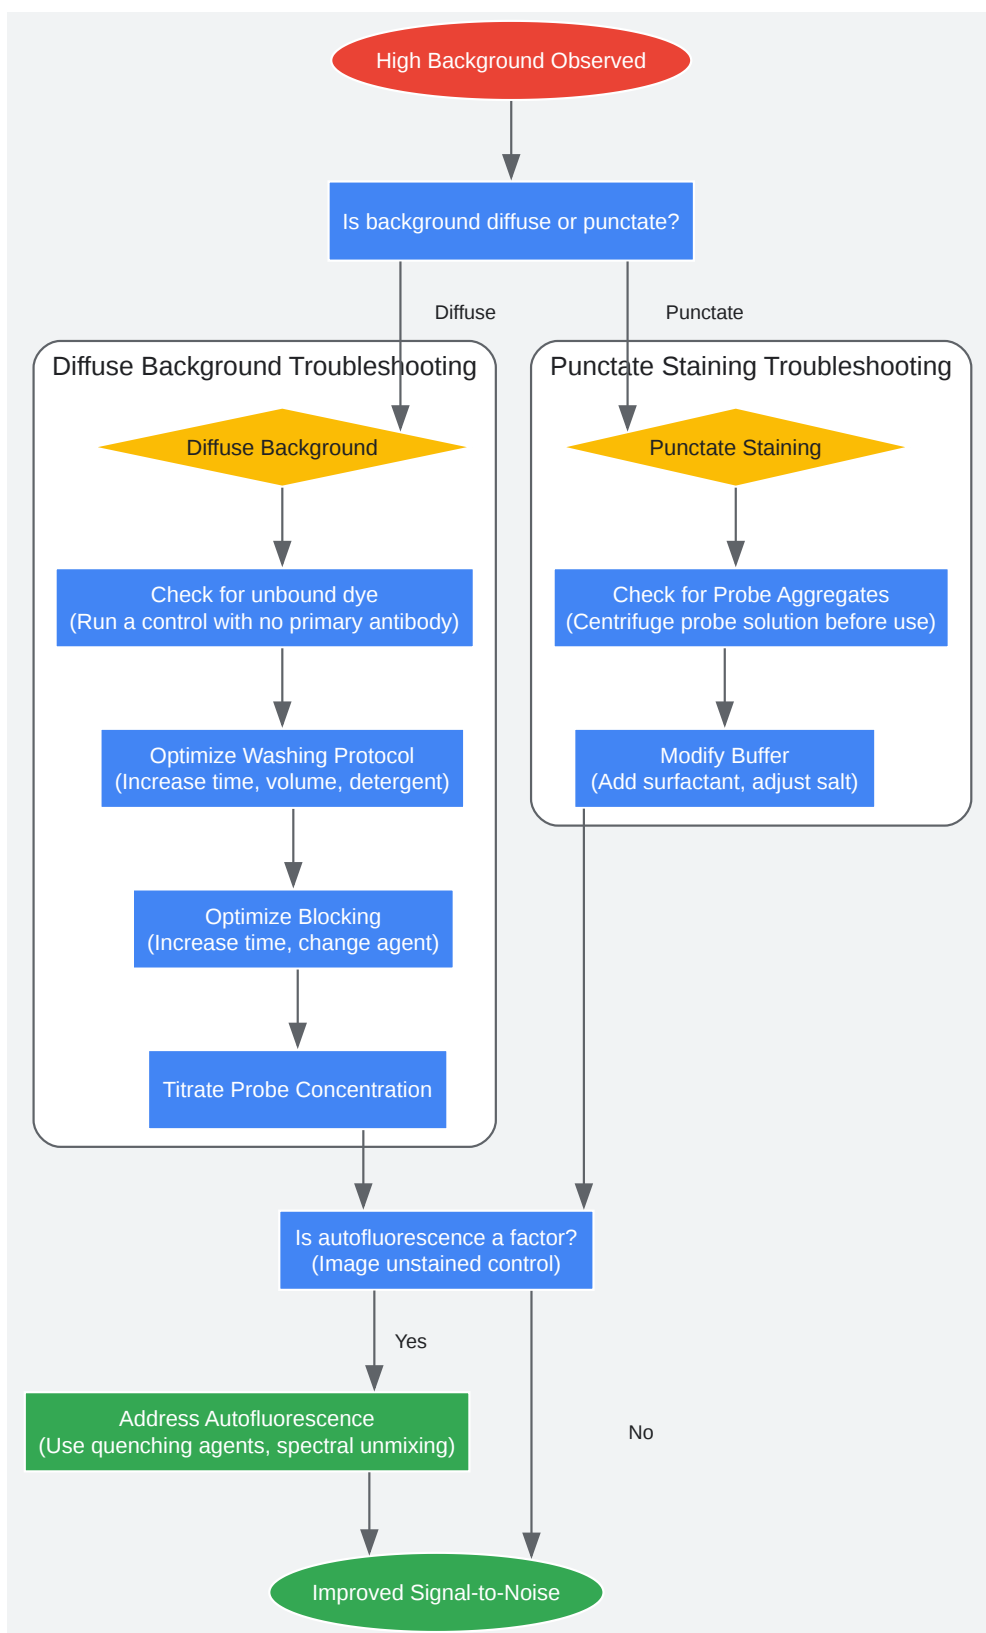 High Background Observed
Is background diffuse or punctate?
Diffuse
Punctate
Diffuse Background Troubleshooting
Diffuse Background
Check for unbound dye
(Run a control with no primary antibody)
Optimize Washing Protocol
(Increase time, volume, detergent)
Optimize Blocking
(Increase time, change agent)
Titrate Probe Concentration
Punctate Staining Troubleshooting
Punctate Staining
Check for Probe Aggregates
(Centrifuge probe solution before use)
Modify Buffer
(Add surfactant, adjust salt)
Is autofluorescence a factor?
(Image unstained control)
Yes
No
Address Autofluorescence
(Use quenching agents, spectral unmixing)
Improved Signal-to-Noise